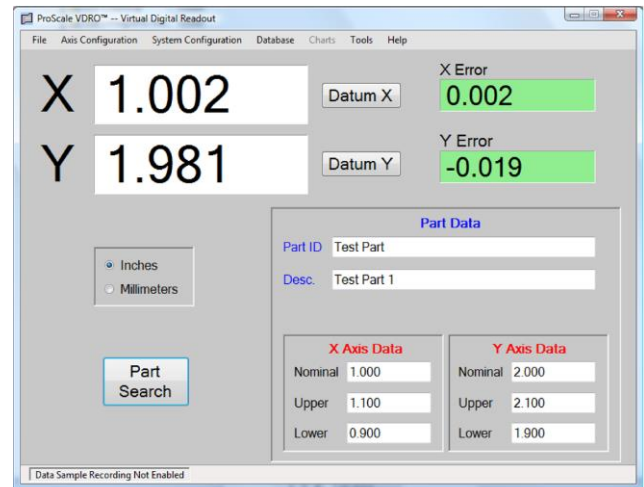 ProScale VDRO™ -- Virtual Digital Readout
File Axis Configuration System Configuration Database Charts Tools Help
X 1.002 Datum X
X Error
0.002
Y 1.981 Datum Y
Y Error
-0.019
Inches
Millimeters
Part
Search
Part Data
Part ID Test Part
Desc. Test Part 1
X Axis Data
Nominal 1.000
Upper 1.100
Lower 0.900
Y Axis Data
Nominal 2.000
Upper 2.100
Lower 1.900
Data Sample Recording Not Enabled